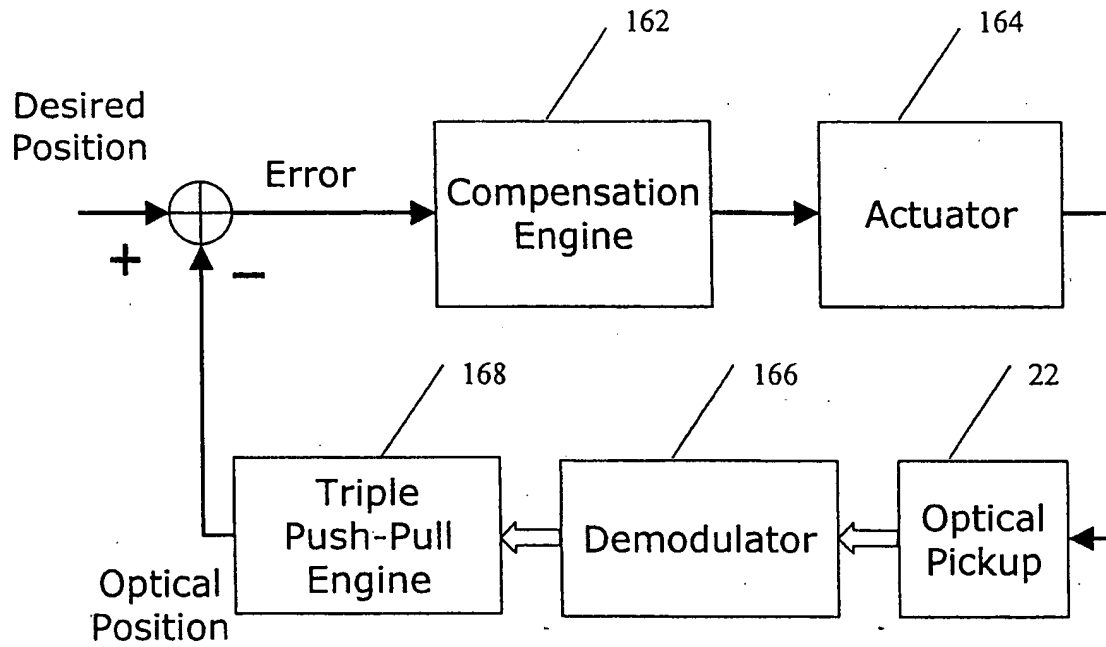 162
164
Desired
Position
Error
Compensation
Engine
Actuator
+
−
168
166
22
Triple
Push-Pull
Engine
Demodulator
Optical
Pickup
Optical
Position